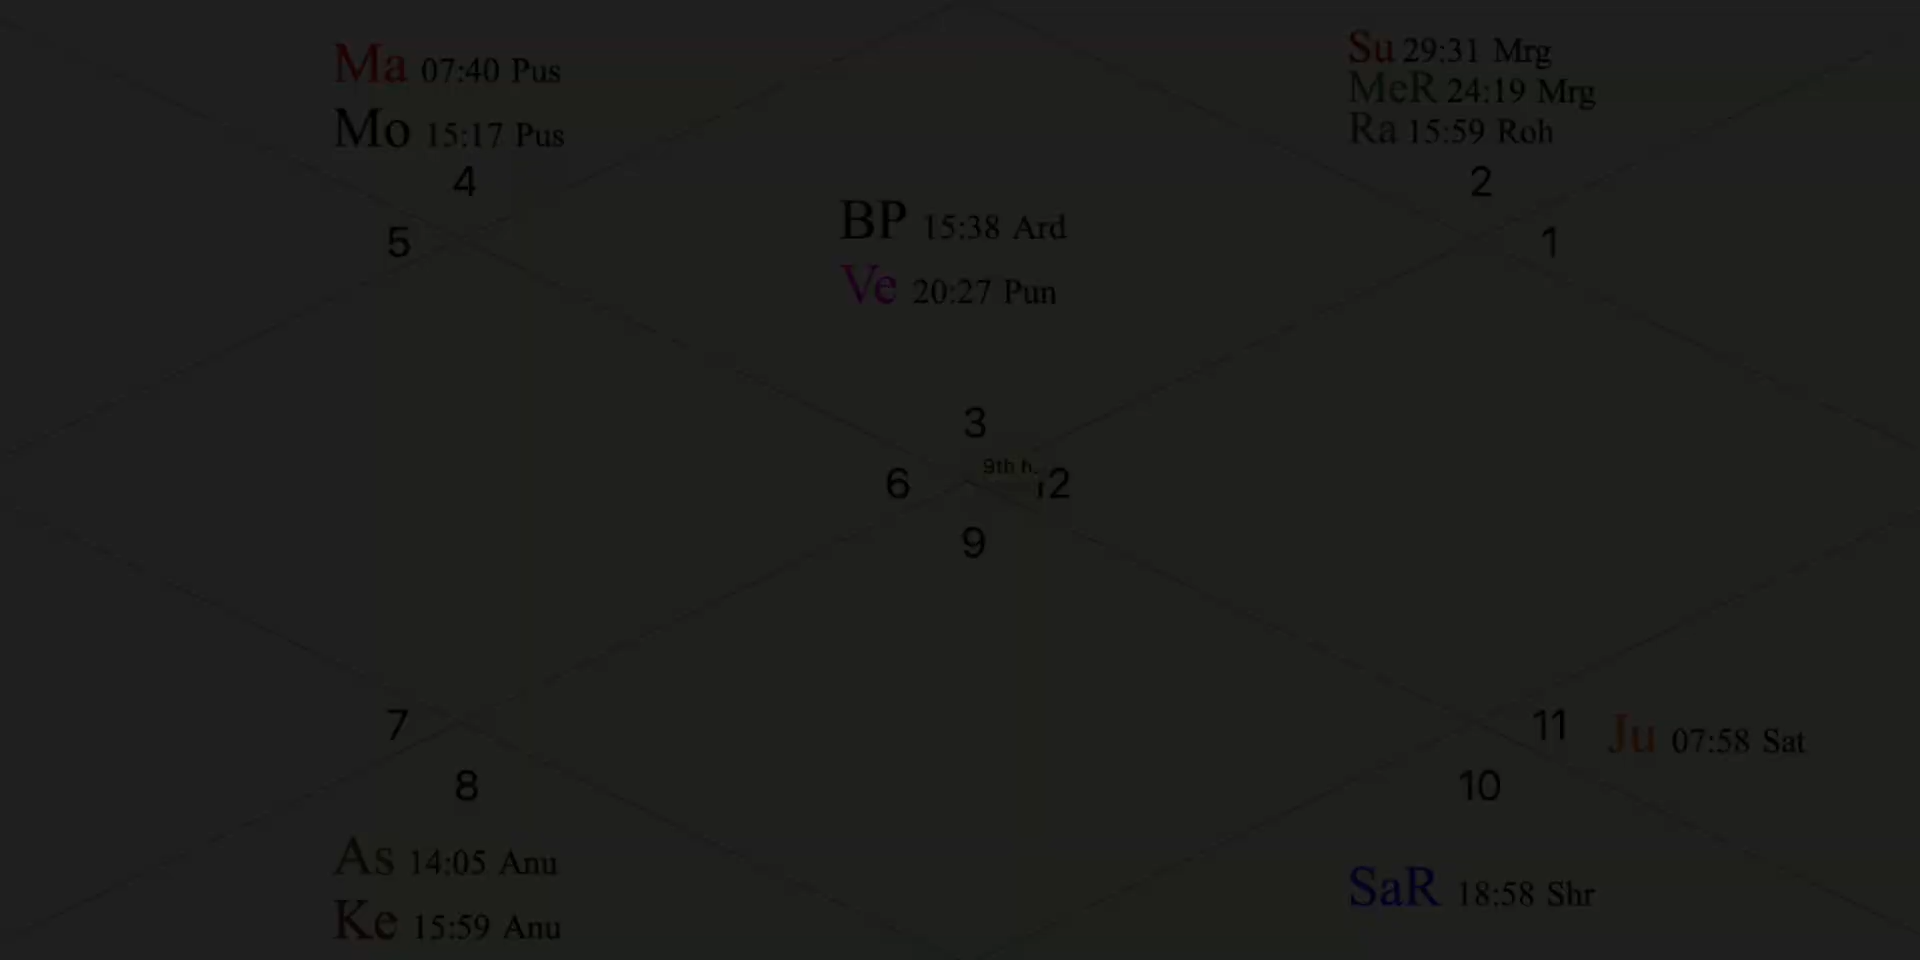 Ma 07:40 Pus
Mo 15:17 Pus
4
5
Su 29:31 Mrg
MeR 24:19 Mrg
Ra 15:59 Roh
2
1
BP 15:38 Ard
Ve 20:27 Pun
3
9th h.
6
12
9
7
8
As 14:05 Anu
Ke 15:59 Anu
11
Ju 07:58 Sat
10
SaR 18:58 Shr